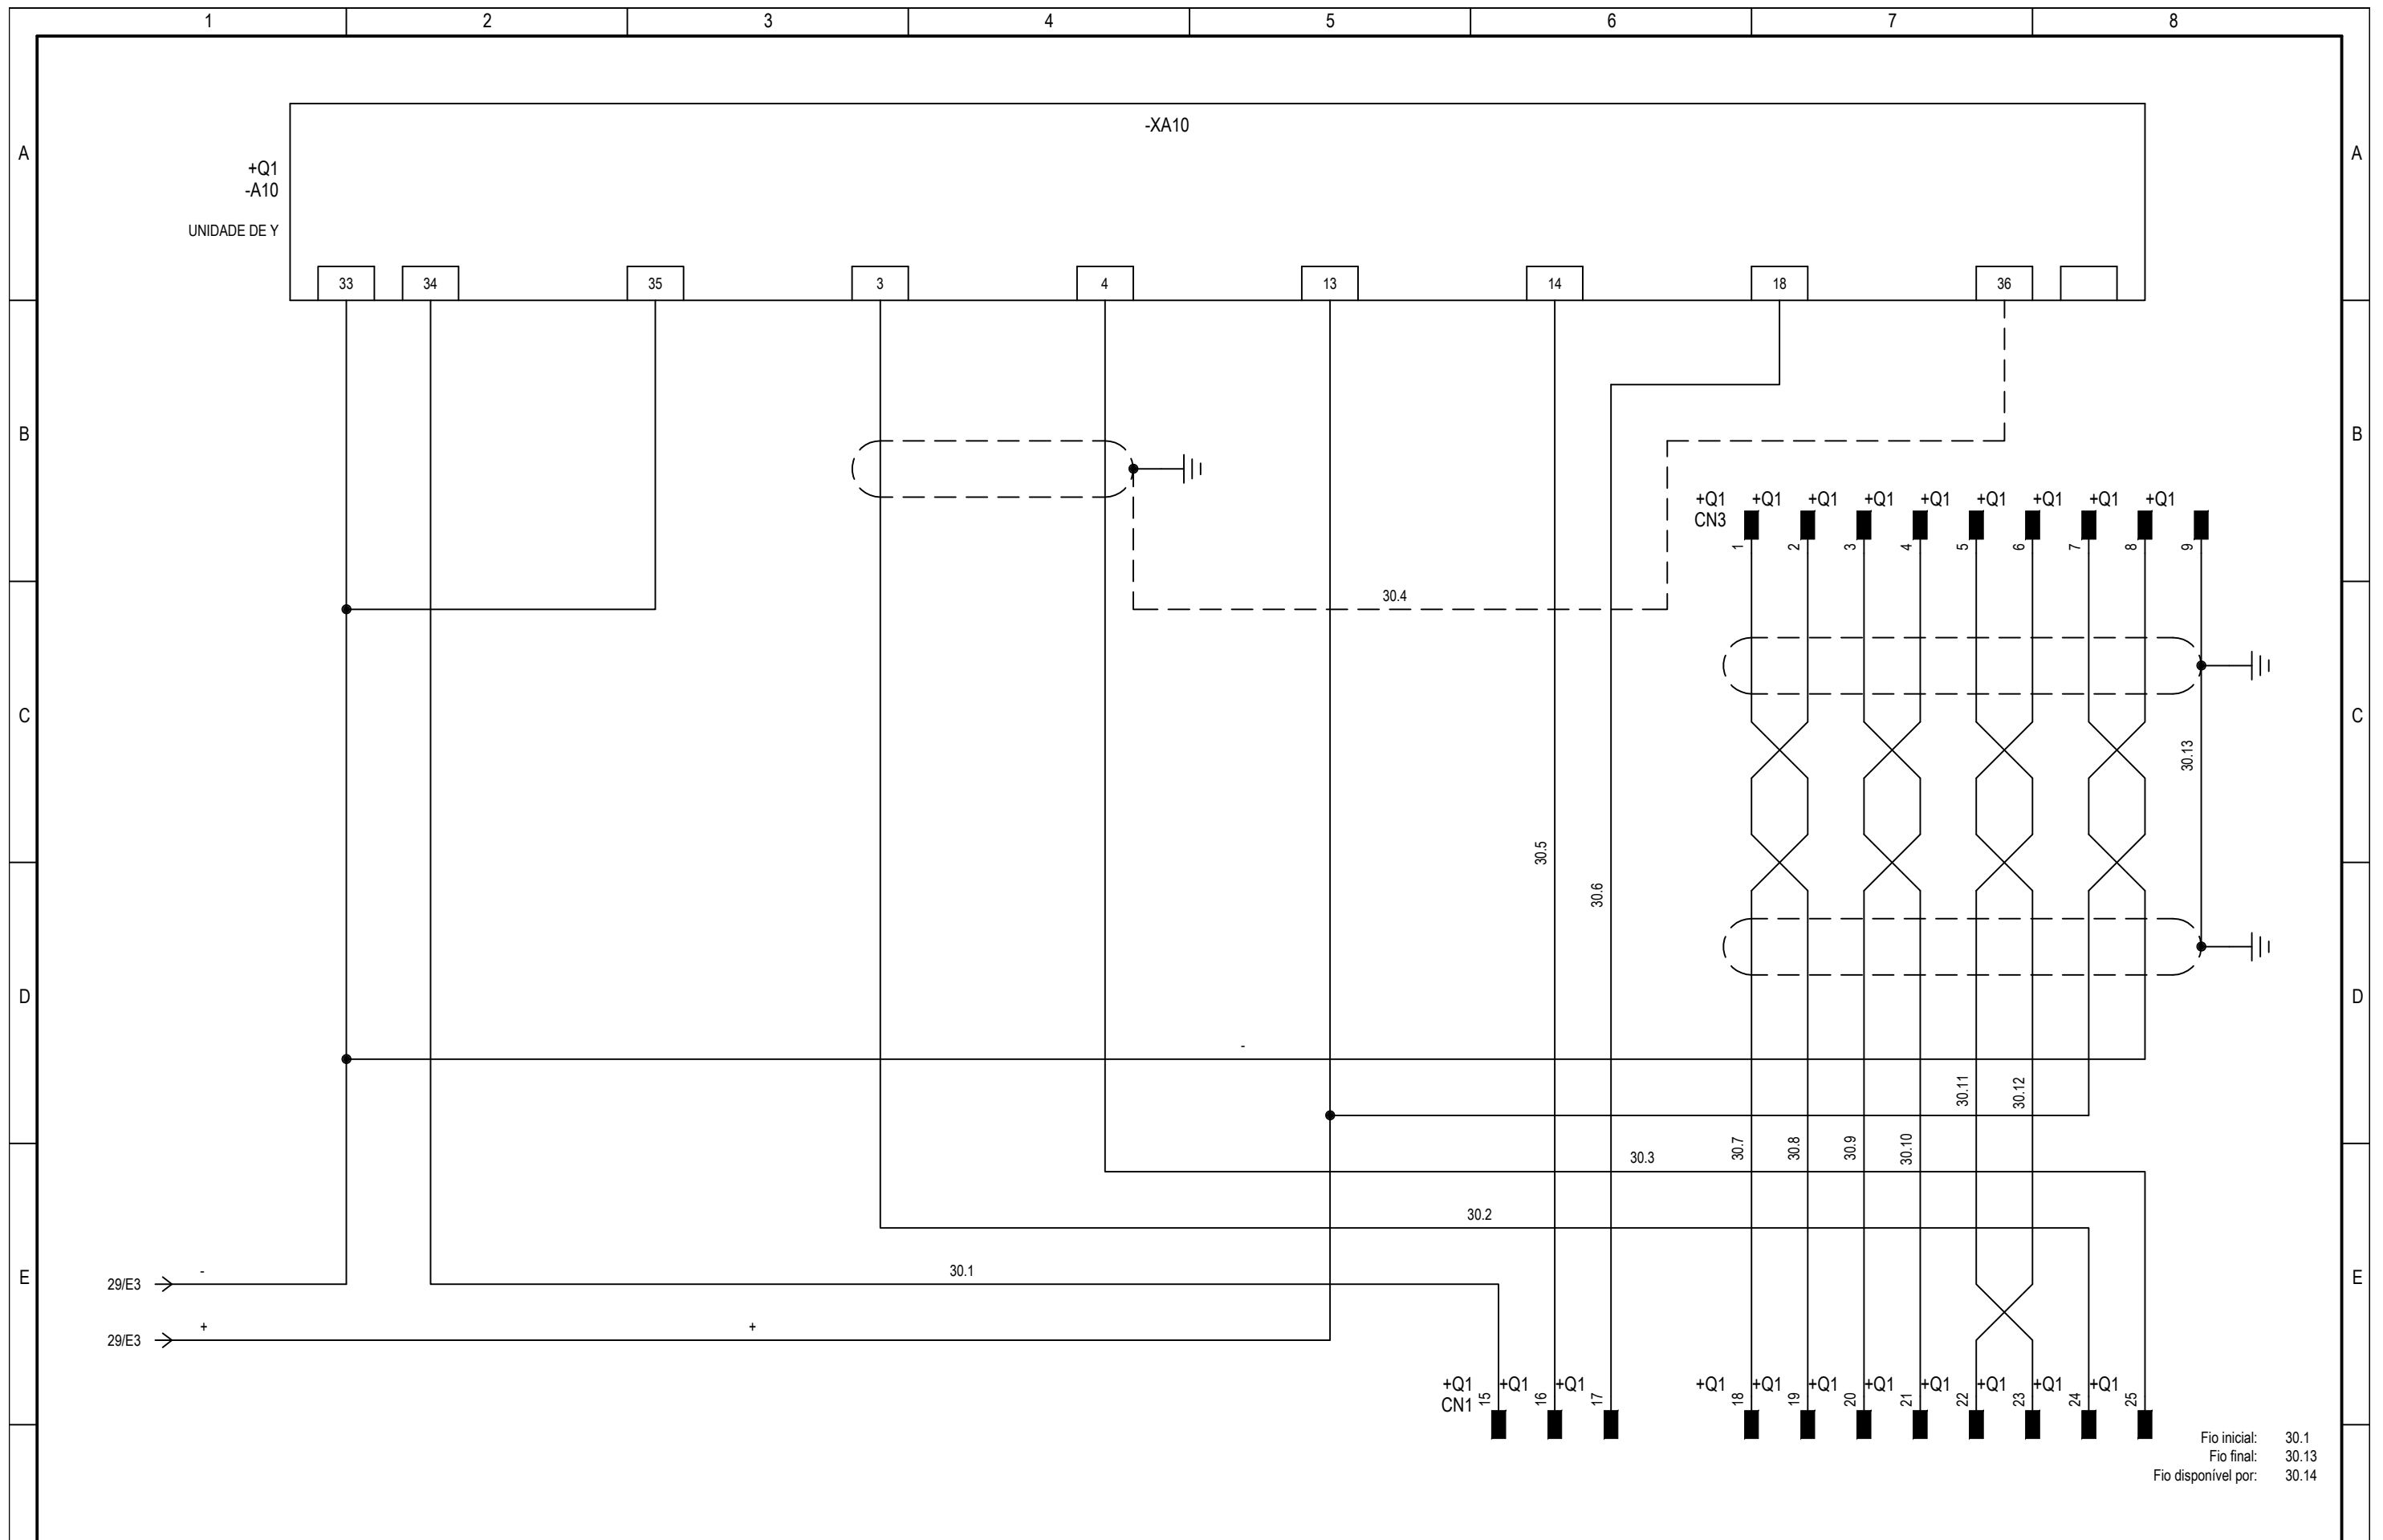 1 2 3 4 5 6 7 8
-XA10
A A
+Q1
-A10
UNIDADE DE Y
33 34 35 3 4 13 14 18 36
B B
+Q1 +Q1 +Q1 +Q1 +Q1 +Q1 +Q1 +Q1 +Q1
CN3
1 2 3 4 5 6 7 8 9
30.4
C C
30.13
30.5
30.6
D D
-
30.11 30.12
30.7 30.8 30.9 30.10
30.3
30.2
E E
29/E3 -
30.1
29/E3 + +
+Q1 +Q1 +Q1 +Q1 +Q1 +Q1 +Q1 +Q1 +Q1 +Q1 +Q1
CN1
15 16 17 18 19 20 21 22 23 24 25
Fio inicial: 30.1
Fio final: 30.13
Fio disponível por: 30.14